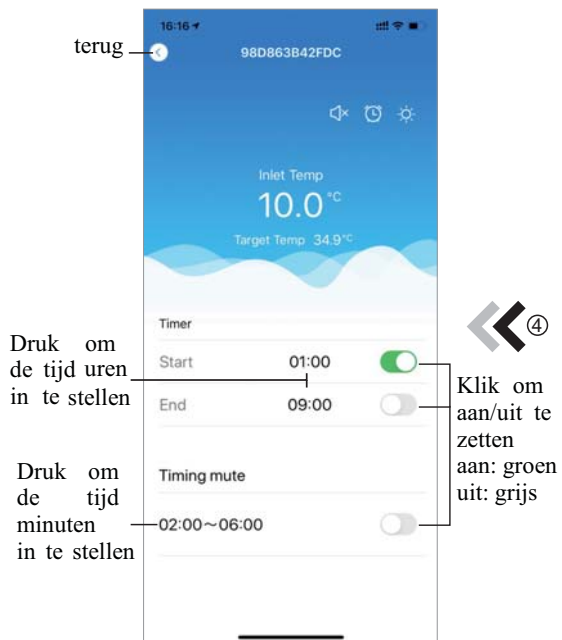 16:16
terug
98D863B42FDC
Inlet Temp
10.0°C
Target Temp 34.9°C
Timer
④
Druk om
de tijd uren
in te stellen
Start 01:00
End 09:00
Klik om
aan/uit te
zetten
aan: groen
uit: grijs
Druk om
de tijd
minuten
in te stellen
Timing mute
02:00~06:00